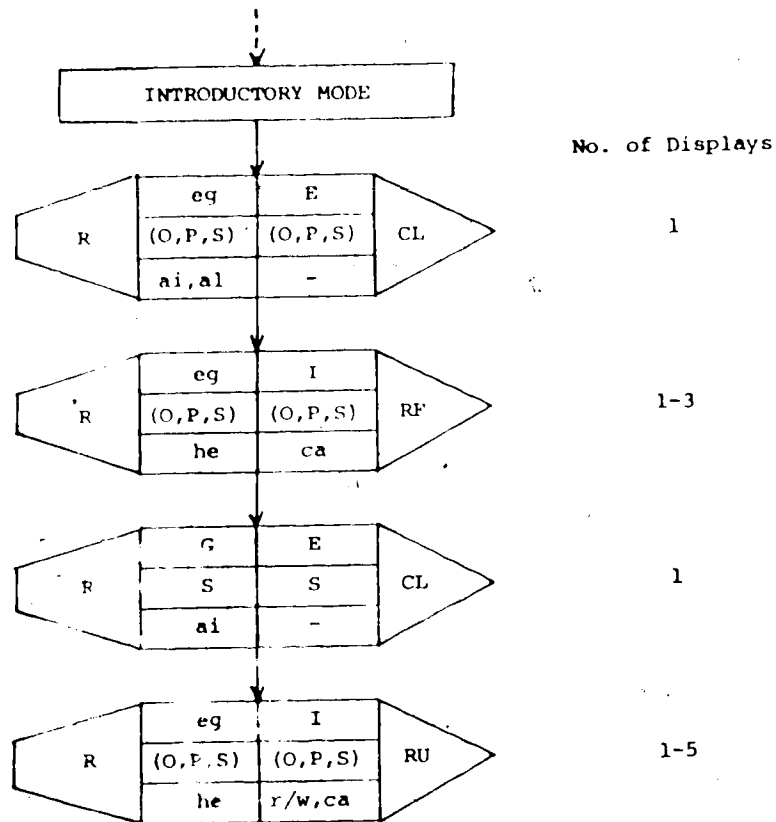 INTRODUCTORY MODE
No. of Displays
eg E
R (O,P,S) (O,P,S) CL 1
ai,al -
eg I
R (O,P,S) (O,P,S) RF 1-3
he ca
G E
R S S CL 1
ai -
eg I
R (O,P,S) (O,P,S) RU 1-5
he r/w,ca